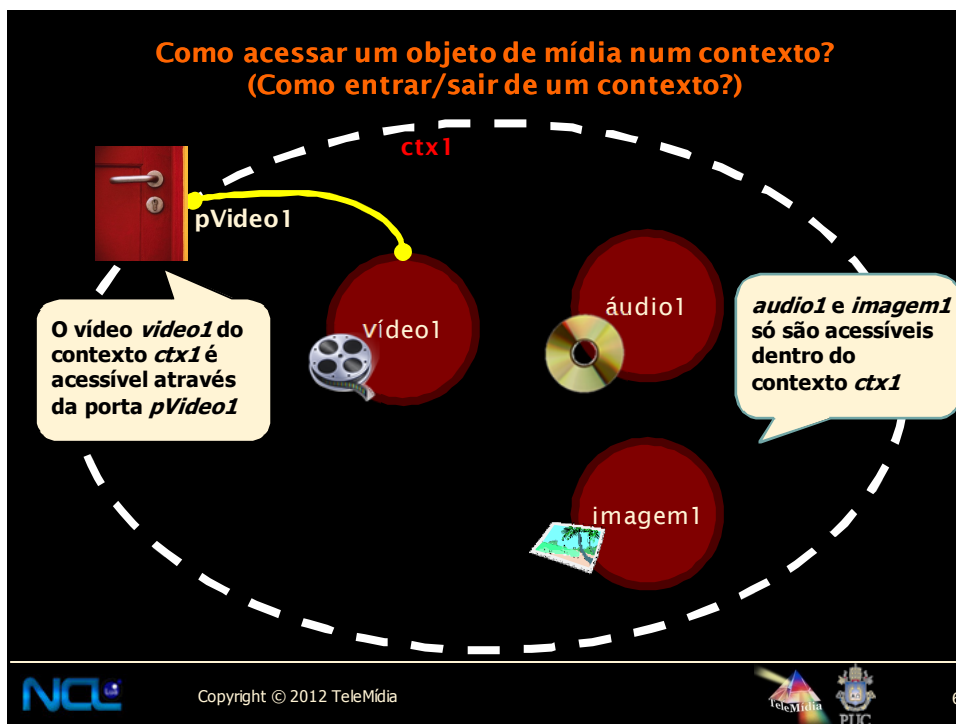 Como acessar um objeto de mídia num contexto?
(Como entrar/sair de um contexto?)
ctx1
pVideo1
vídeo1
áudio1
imagem1
O vídeo video1 do
contexto ctx1 é
acessível através
da porta pVideo1
audio1 e imagem1
só são acessíveis
dentro do
contexto ctx1
NCL
Copyright © 2012 TeleMídia
TeleMídia
PUC
6